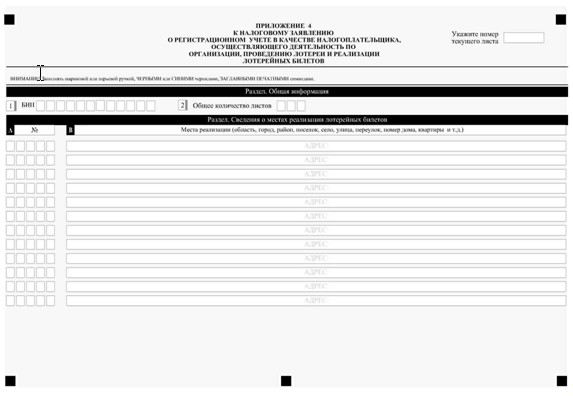 ПРИЛОЖЕНИЕ 4
К НАЛОГОВОМУ ЗАЯВЛЕНИЮ
О РЕГИСТРАЦИОННОМ УЧЕТЕ В КАЧЕСТВЕ НАЛОГОПЛАТЕЛЬЩИКА,
ОСУЩЕСТВЛЯЮЩЕГО ДЕЯТЕЛЬНОСТЬ ПО
ОРГАНИЗАЦИИ, ПРОВЕДЕНИЮ ЛОТЕРЕИ И РЕАЛИЗАЦИИ
ЛОТЕРЕЙНЫХ БИЛЕТОВ
Укажите номер
текущего листа
ВНИМАНИЕ! Заполнять шариковой или перьевой ручкой, ЧЕРНЫМИ или СИНИМИ чернилами, ЗАГЛАВНЫМИ ПЕЧАТНЫМИ символами.
Раздел. Общая информация
1 БИН 2 Общее количество листов
Раздел. Сведения о местах реализации лотерейных билетов
A № B Места реализации (область, город, район, поселок, село, улица, переулок, номер дома, квартиры и т.д.)
АДРЕС
АДРЕС
АДРЕС
АДРЕС
АДРЕС
АДРЕС
АДРЕС
АДРЕС
АДРЕС
АДРЕС
АДРЕС
АДРЕС